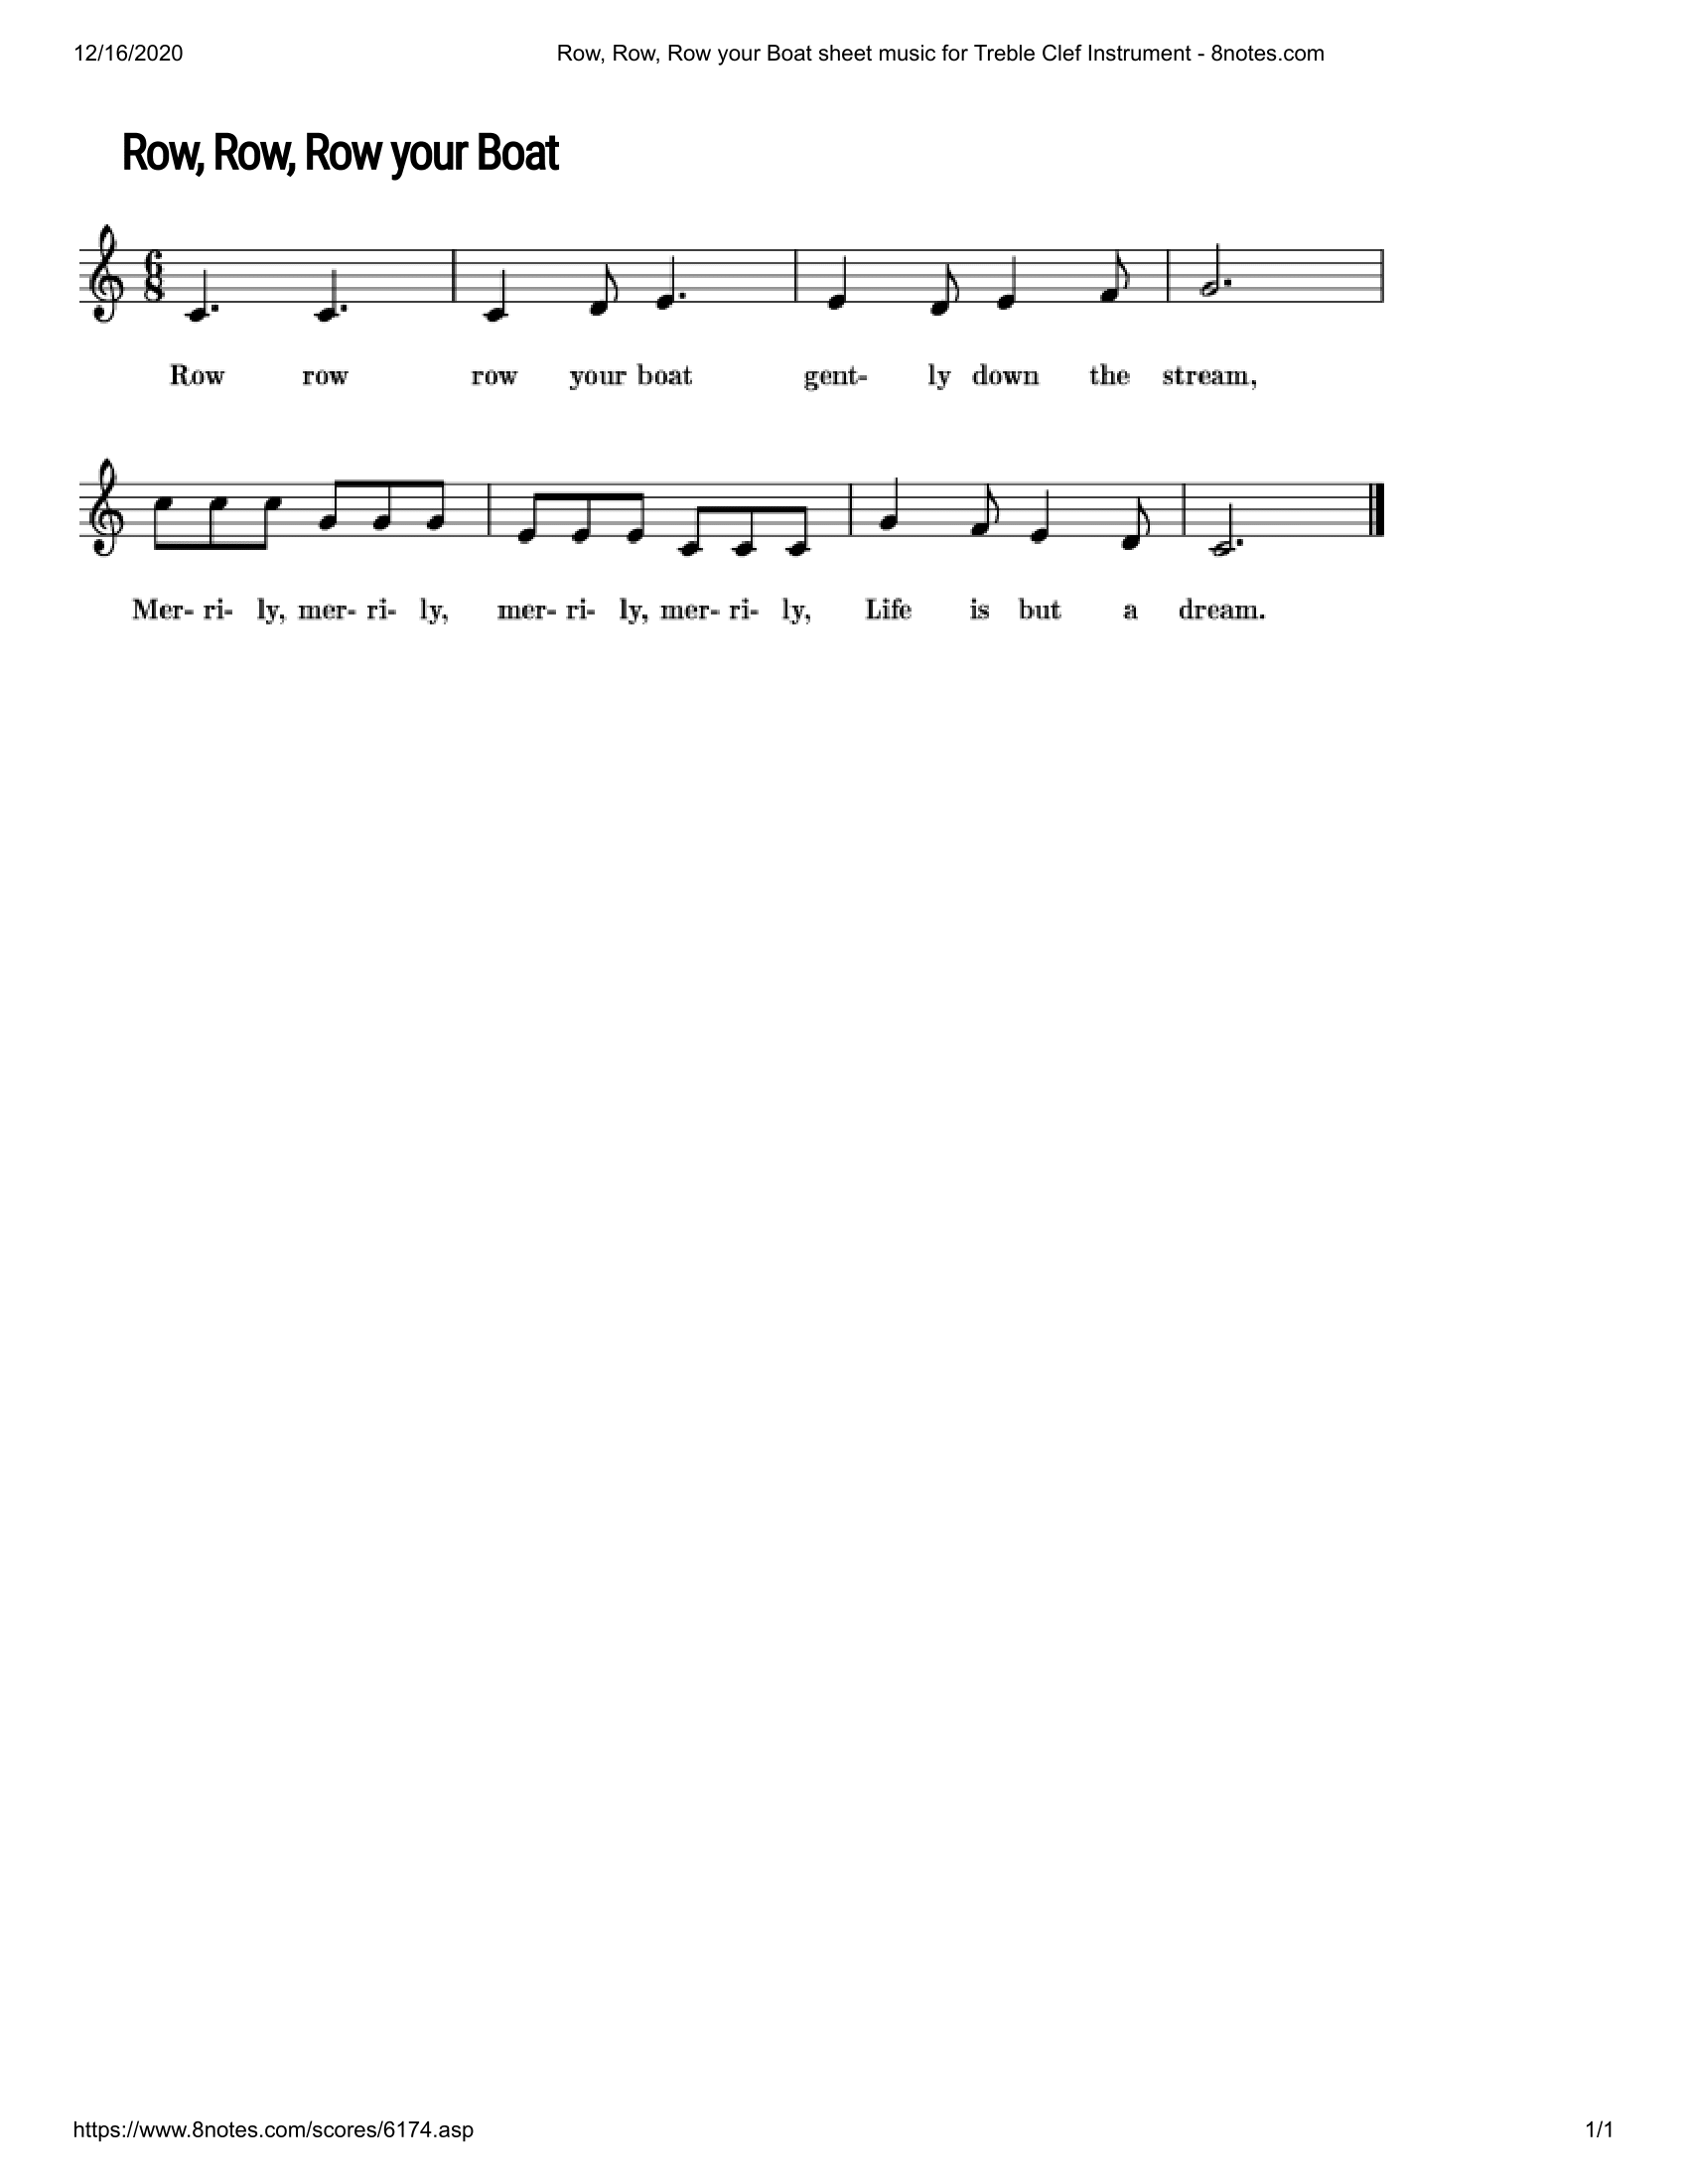 12/16/2020 Row, Row, Row your Boat sheet music for Treble Clef Instrument - 8notes.com
Row, Row, Row your Boat
6
8
Row row row your boat gent- ly down the stream,
Mer- ri- ly, mer- ri- ly, mer- ri- ly, mer- ri- ly, Life is but a dream.
https://www.8notes.com/scores/6174.asp 1/1